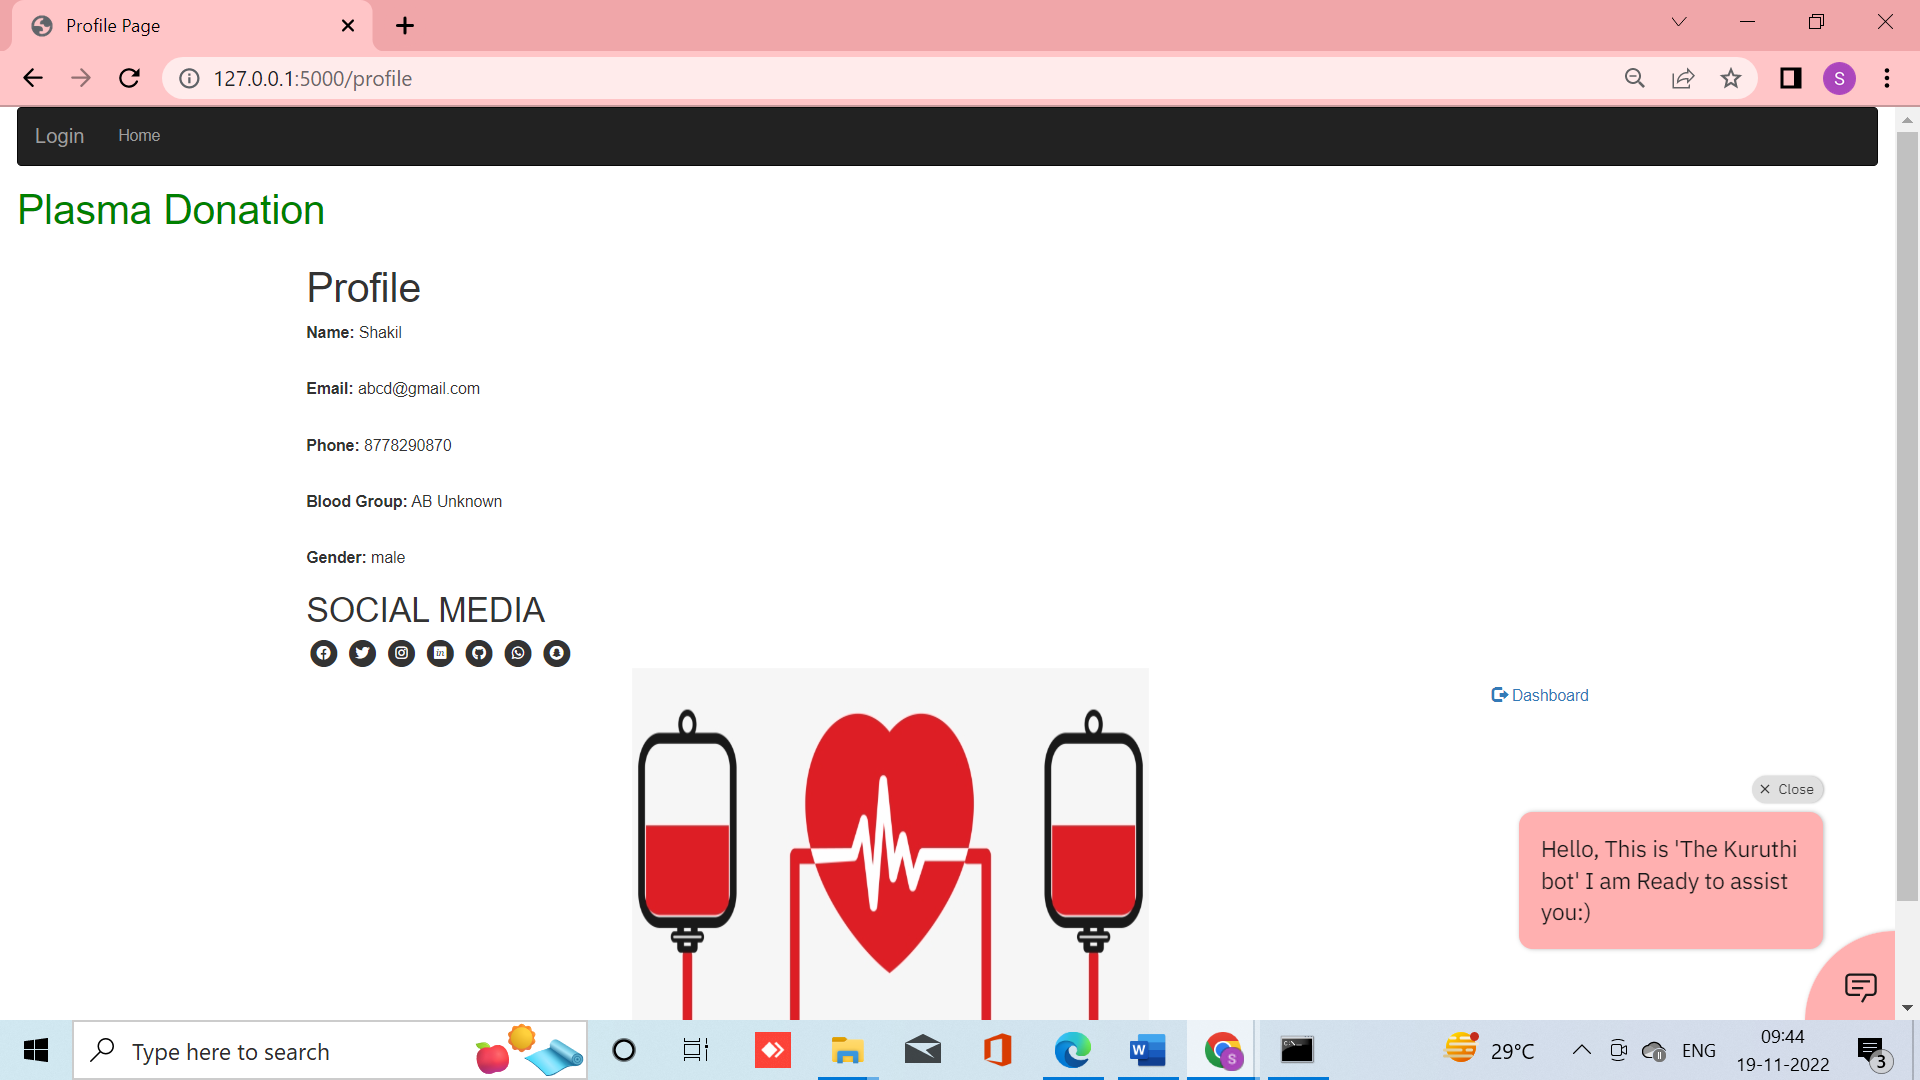 Profile Page
127.0.0.1:5000/profile
S
Login Home
Plasma Donation
Profile
Name: Shakil
Email: abcd@gmail.com
Phone: 8778290870
Blood Group: AB Unknown
Gender: male
SOCIAL MEDIA
Dashboard
Close
Hello, This is 'The Kuruthi
bot' I am Ready to assist
you:)
Type here to search
W
S
29°C
ENG
09:44
19-11-2022
3